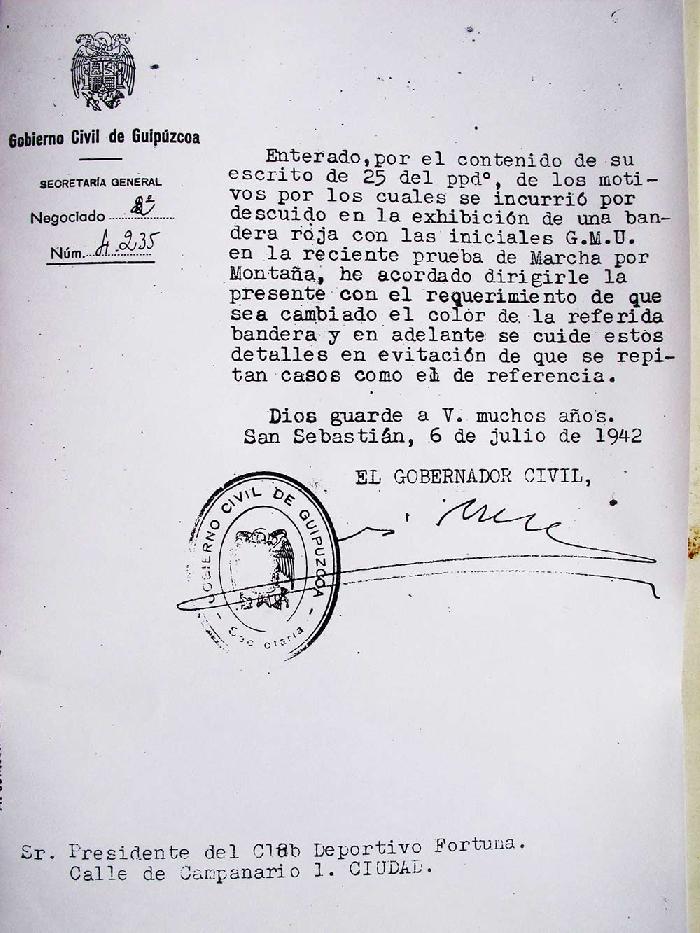 Gobierno Civil de Guipúzcoa
SECRETARÍA GENERAL
Negociado 2º
Núm. A.235
Enterado, por el contenido de su
escrito de 25 del ppdº, de los moti-
vos por los cuales se incurrió por
descuido en la exhibición de una ban-
dera roja con las iniciales G.M.U.
en la reciente prueba de Marcha por
Montaña, he acordado dirigirle la
presente con el requerimiento de que
sea cambiado el color de la referida
bandera y en adelante se cuide estos
detalles en evitación de que se repi-
tan casos como el de referencia.
Dios guarde a V. muchos años.
San Sebastián, 6 de julio de 1942
EL GOBERNADOR CIVIL,
GOBIERNO CIVIL DE GUIPUZCOA
Sr. Presidente del Club Deportivo Fortuna.
Calle de Campanario 1. CIUDAD.